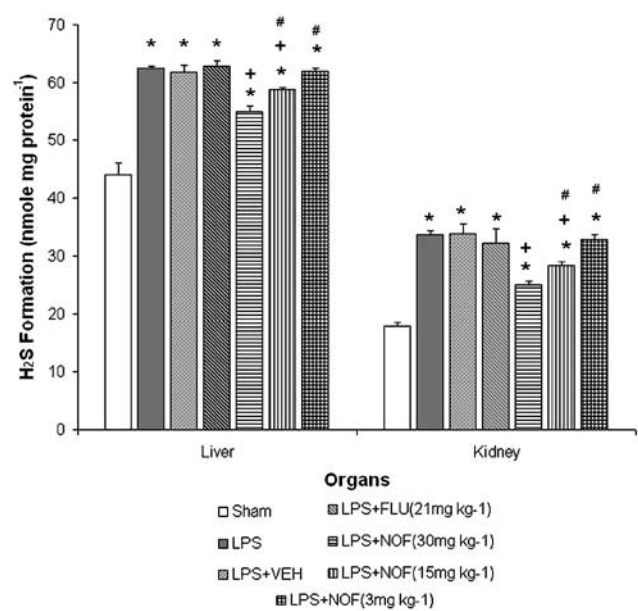 70
60
50
40
30
20
10
0
H2S Formation (nmole mg protein-1)
* * * + * # + * # *
* * * + * # + * # *
Liver Kidney
Organs
Sham LPS+FLU(21mg kg-1)
LPS LPS+NOF(30mg kg-1)
LPS+VEH LPS+NOF(15mg kg-1)
LPS+NOF(3mg kg-1)